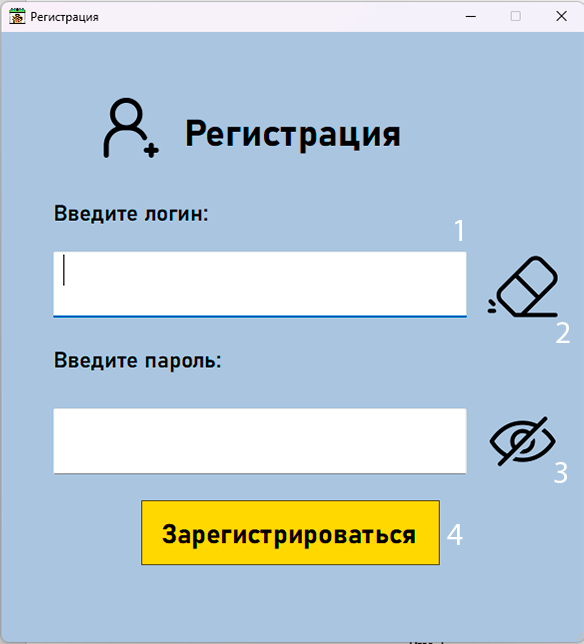 Регистрация
Регистрация
Введите логин:
1
2
Введите пароль:
3
Зарегистрироваться 4